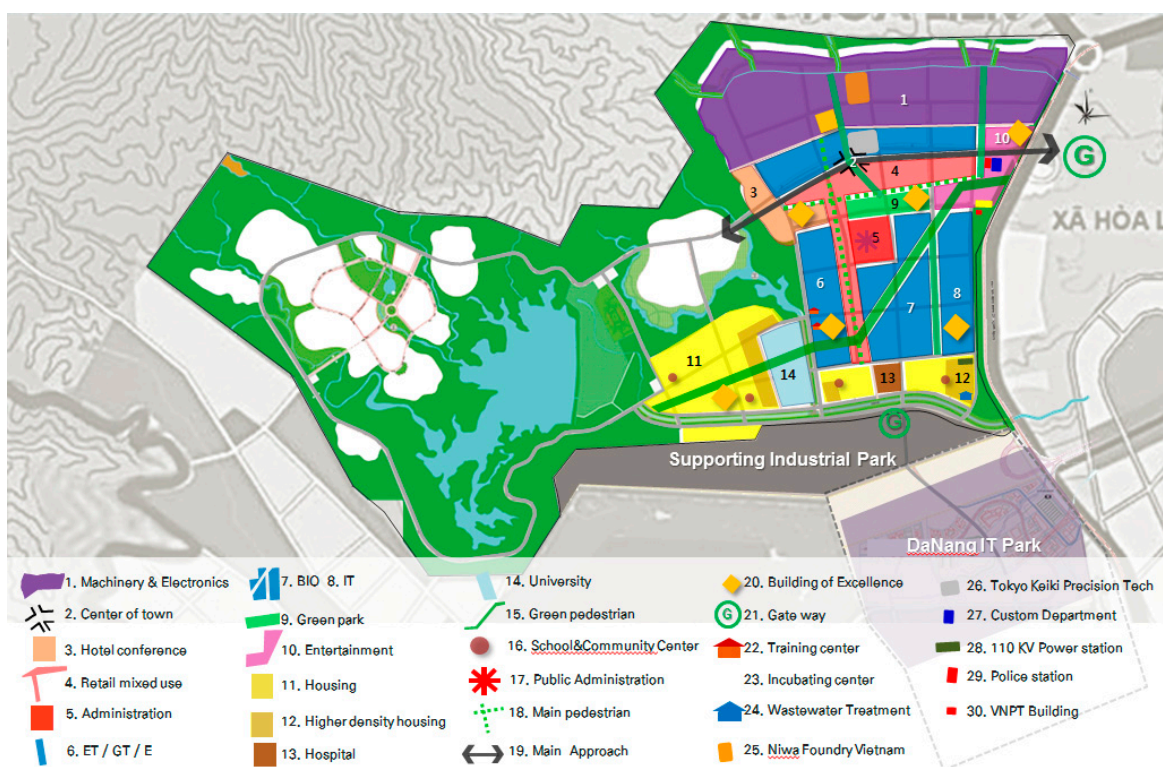 1
10
G
2
4
3
9
XÃ HÒA L
5
6
7
8
11
14
13
12
G
Supporting Industrial Park
DaNang IT Park
1. Machinery & Electronics
2. Center of town
3. Hotel conference
4. Retail mixed use
5. Administration
6. ET / GT / E
7. BIO 8. IT
9. Green park
10. Entertainment
11. Housing
12. Higher density housing
13. Hospital
14. University
15. Green pedestrian
16. School&Community Center
17. Public Administration
18. Main pedestrian
19. Main Approach
20. Building of Excellence
G 21. Gate way
22. Training center
23. Incubating center
24. Wastewater Treatment
25. Niwa Foundry Vietnam
26. Tokyo Keiki Precision Tech
27. Custom Department
28. 110 KV Power station
29. Police station
30. VNPT Building